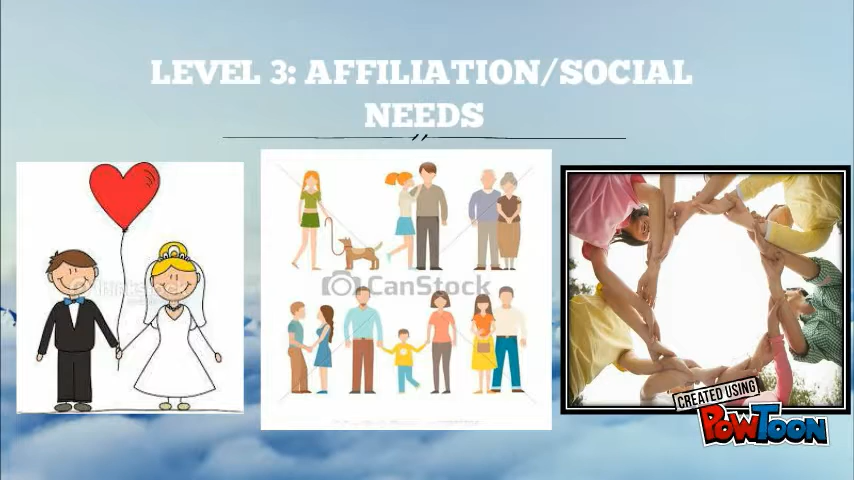 LEVEL 3: AFFILIATION/SOCIAL
NEEDS
CanStock
CREATED USING
POWTOON